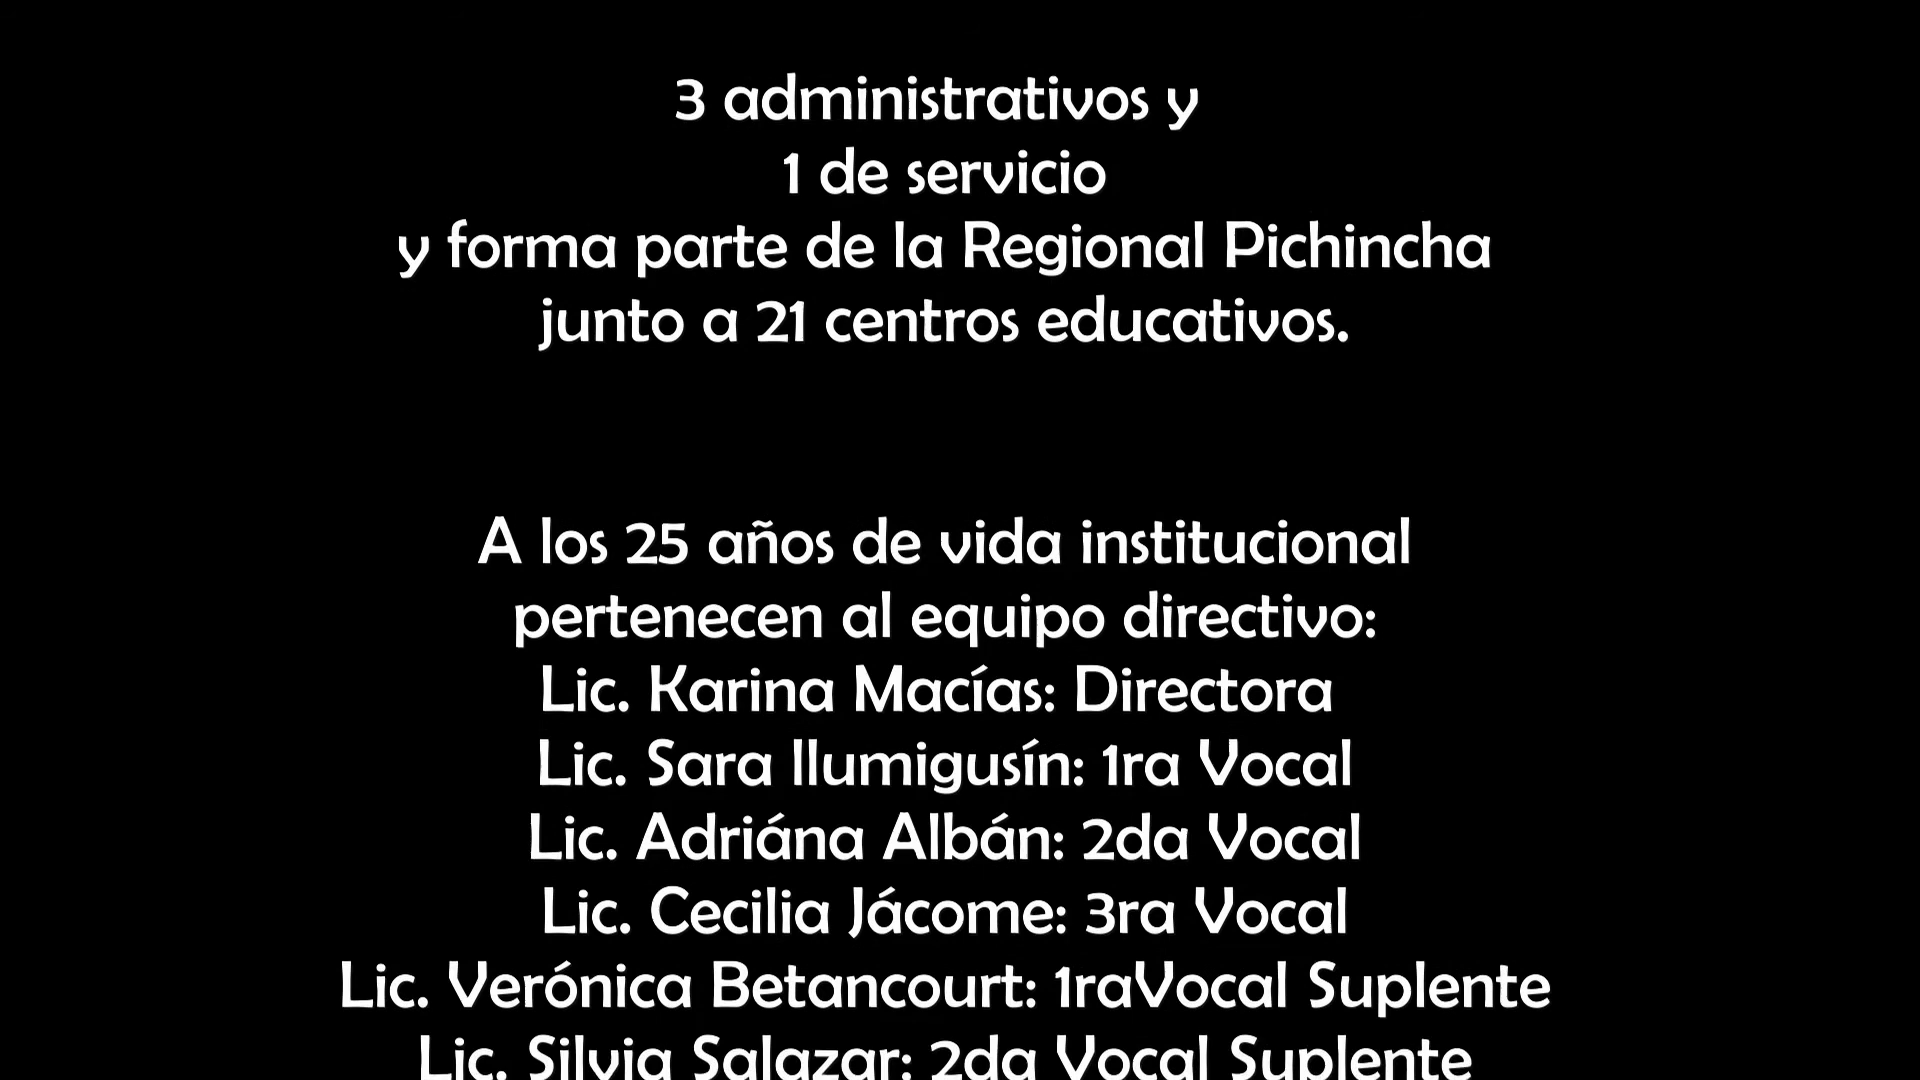 3 administrativos y
1 de servicio
y forma parte de la Regional Pichincha
junto a 21 centros educativos.
A los 25 años de vida institucional
pertenecen al equipo directivo:
Lic. Karina Macías: Directora
Lic. Sara Ilumigusín: 1ra Vocal
Lic. Adriána Albán: 2da Vocal
Lic. Cecilia Jácome: 3ra Vocal
Lic. Verónica Betancourt: 1raVocal Suplente
Lic. Silvia Salazar: 2da Vocal Suplente